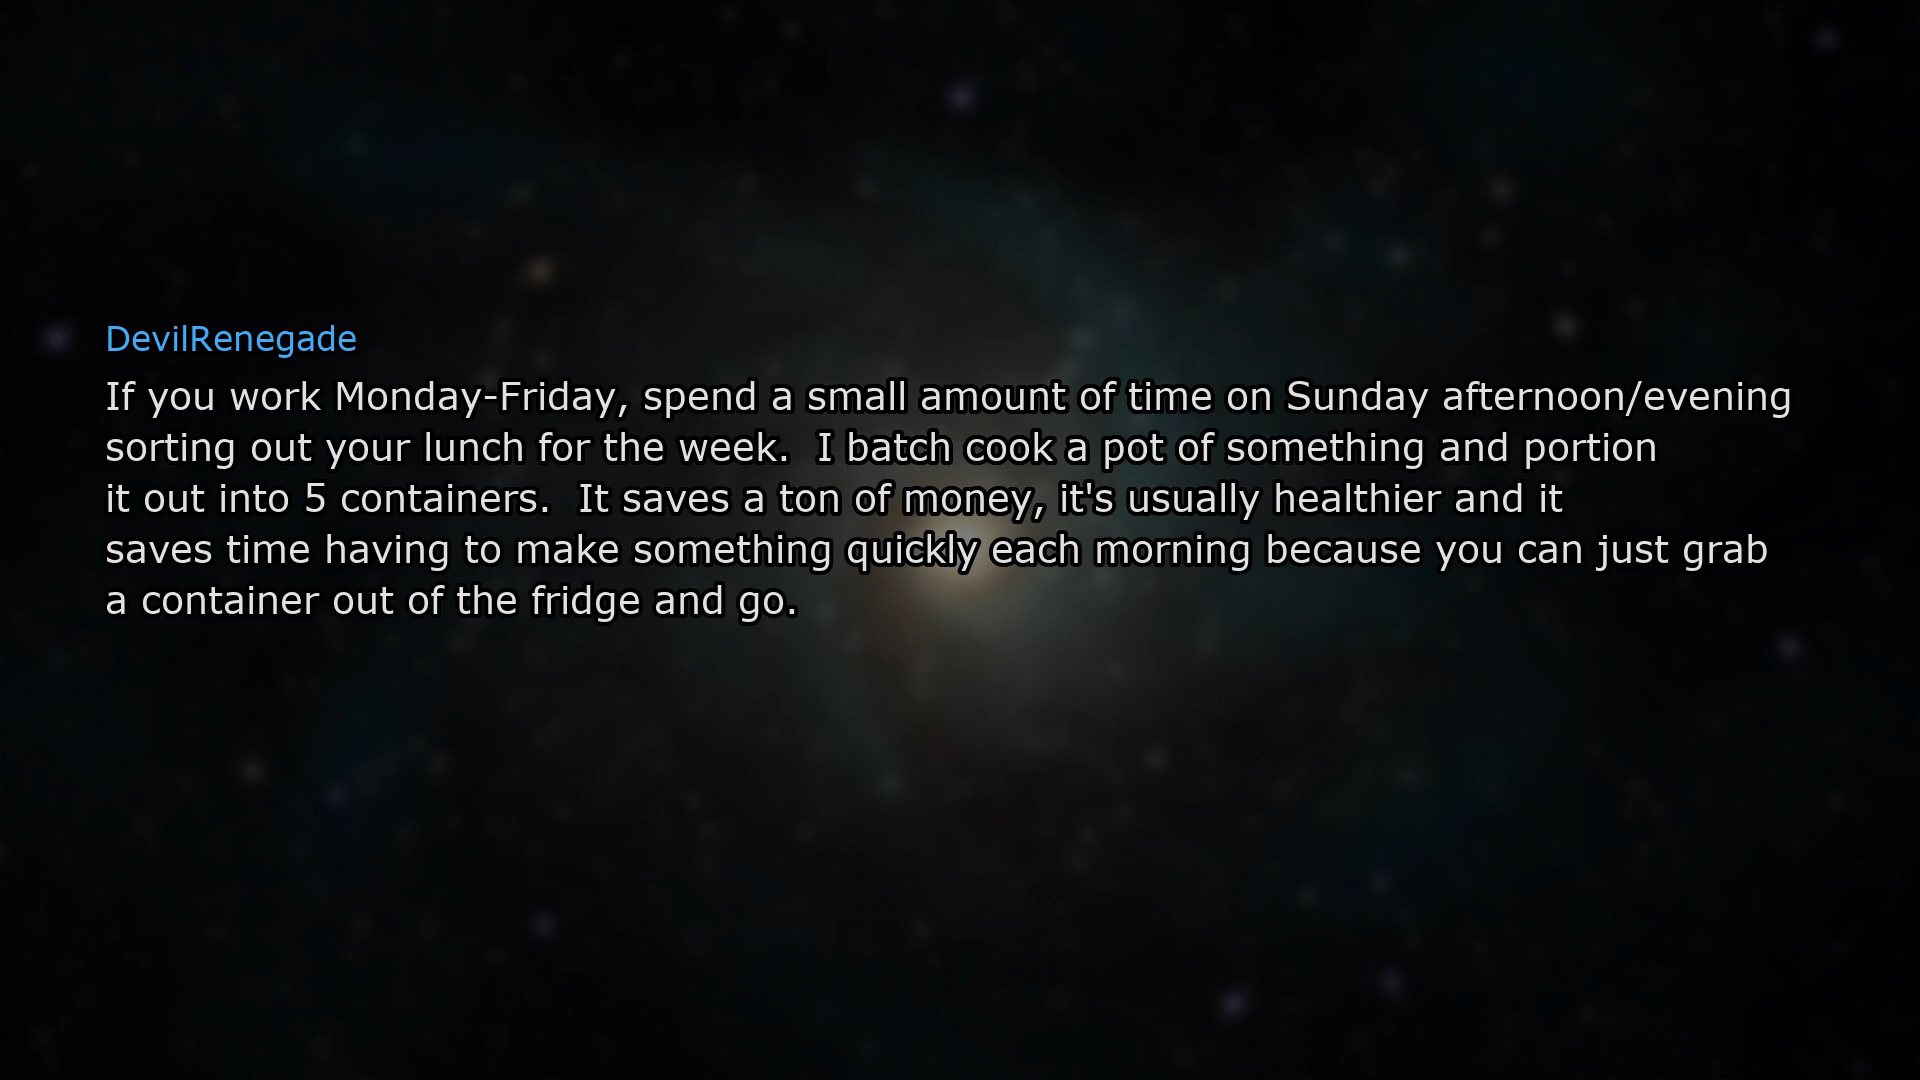 DevilRenegade
If you work Monday-Friday, spend a small amount of time on Sunday afternoon/evening
sorting out your lunch for the week.  I batch cook a pot of something and portion
it out into 5 containers.  It saves a ton of money, it's usually healthier and it
saves time having to make something quickly each morning because you can just grab
a container out of the fridge and go.